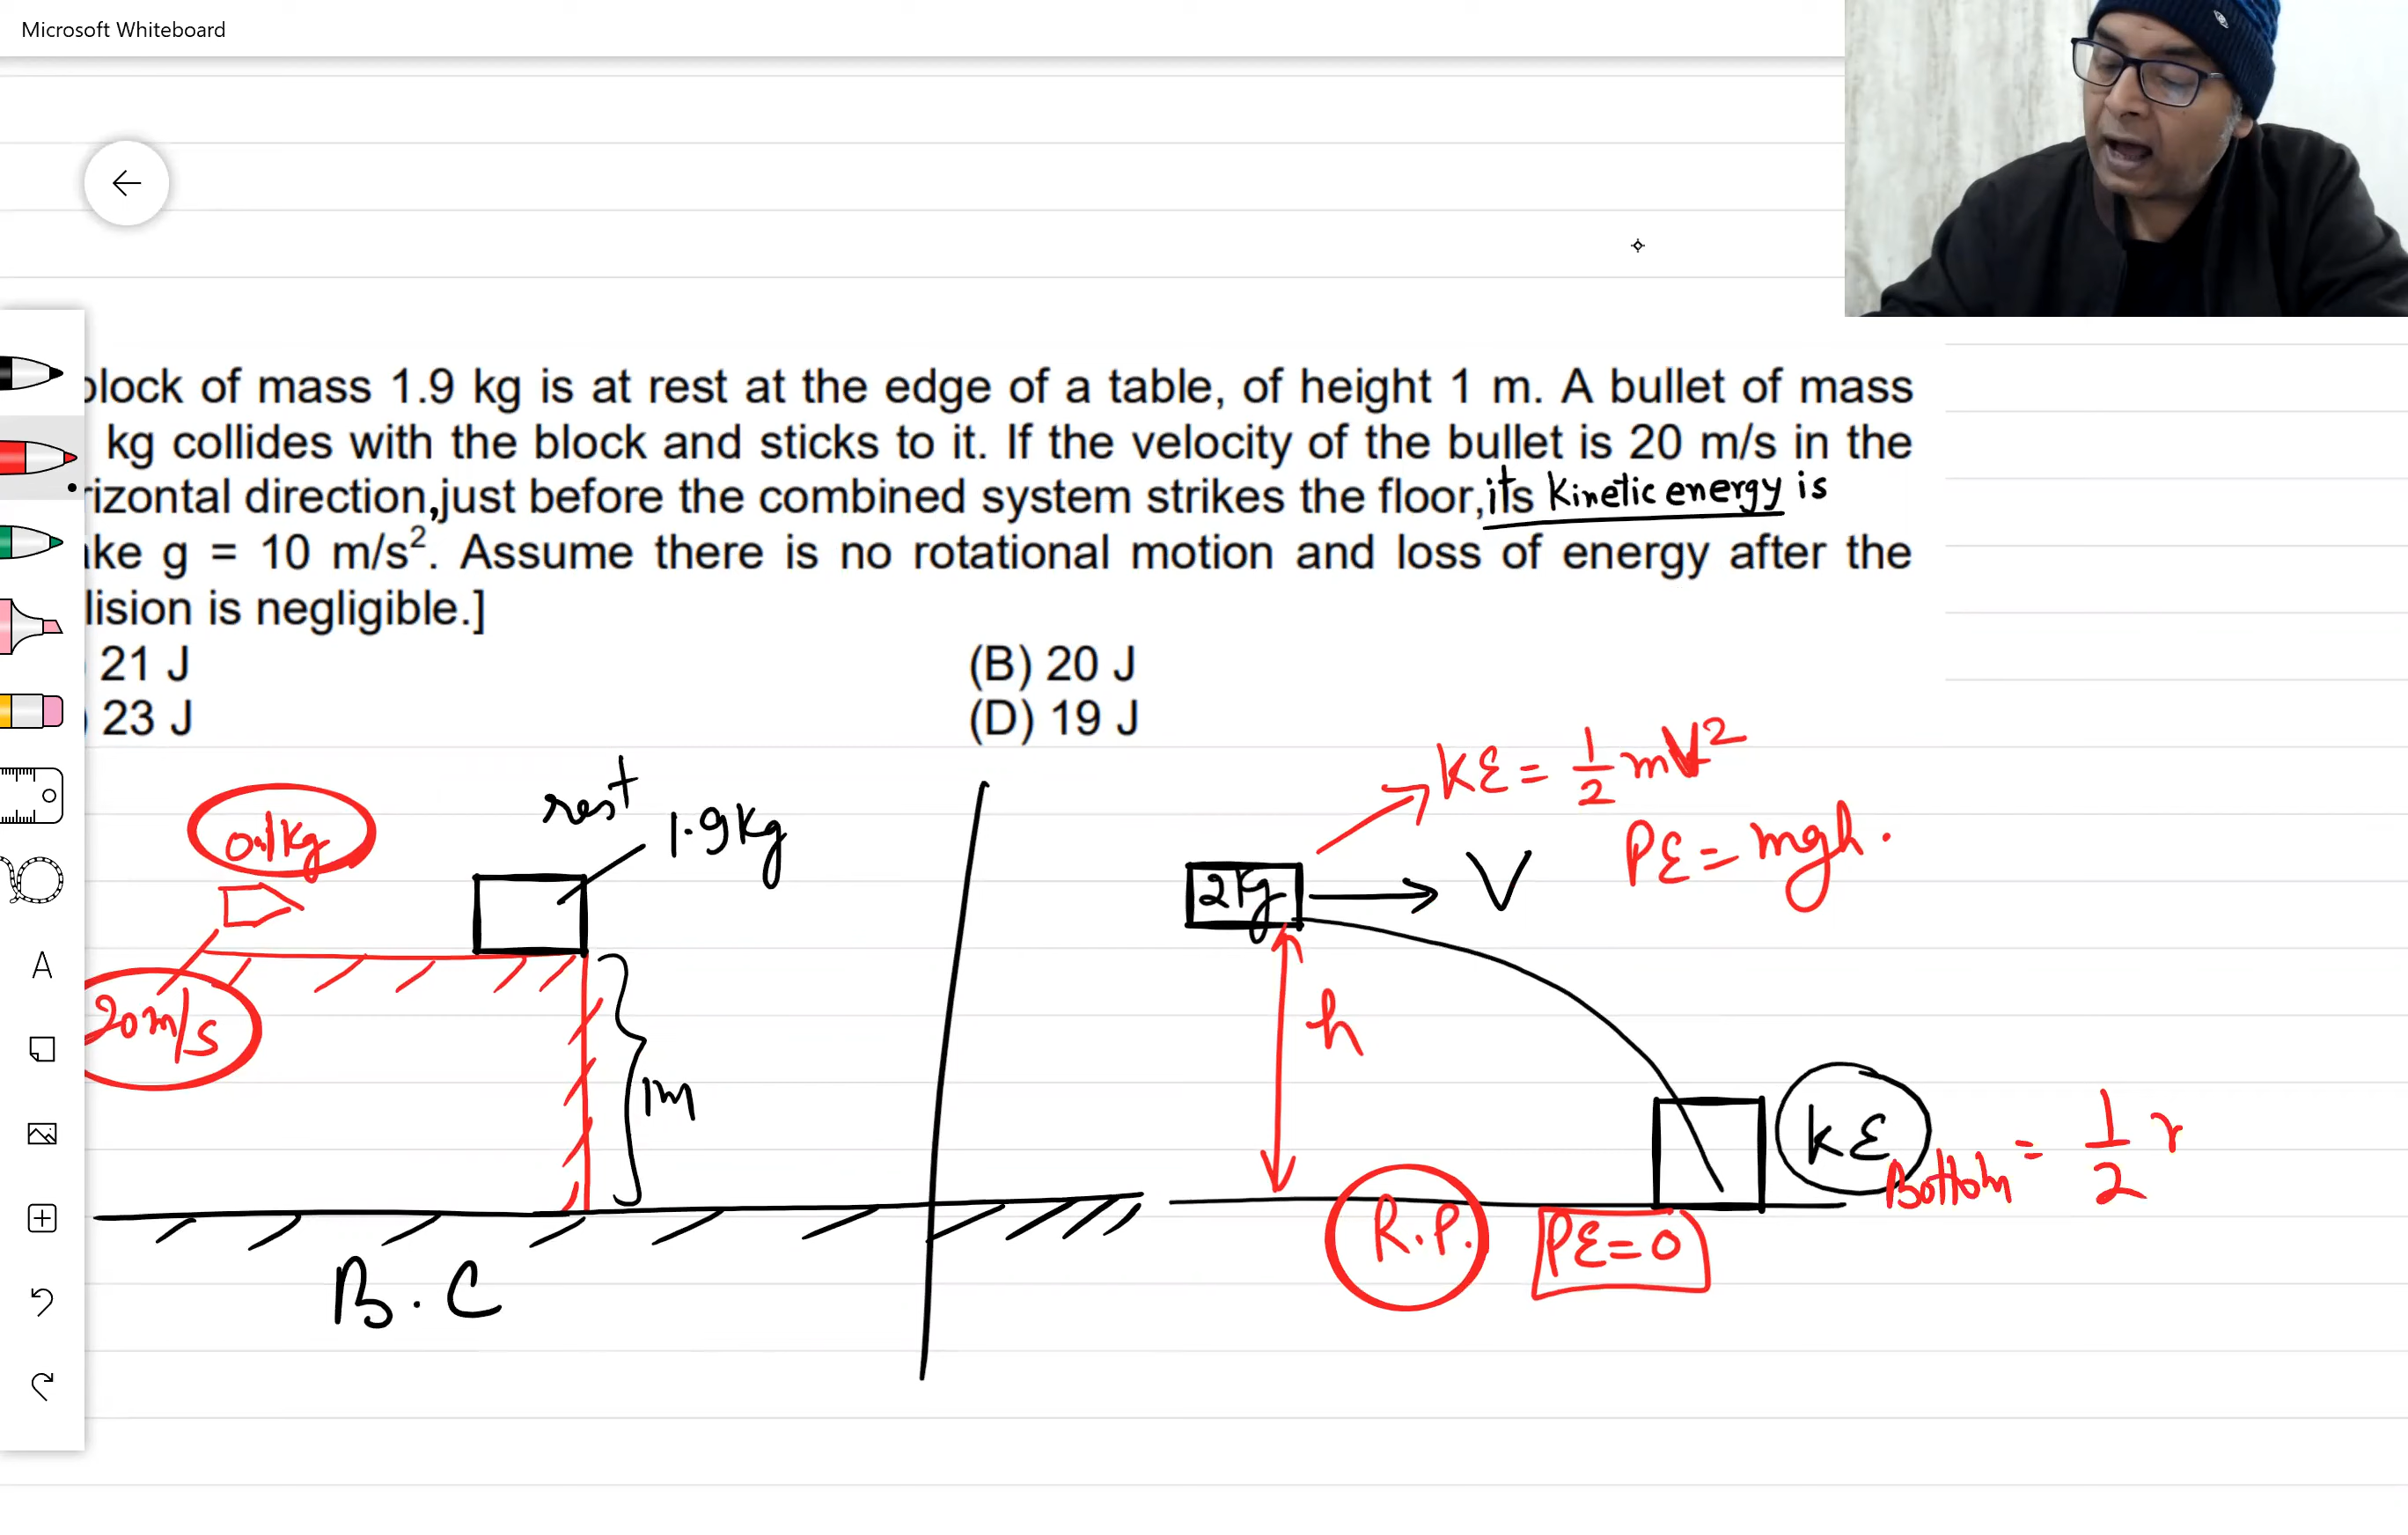 Microsoft Whiteboard
block of mass 1.9 kg is at rest at the edge of a table, of height 1 m. A bullet of mass
kg collides with the block and sticks to it. If the velocity of the bullet is 20 m/s in the
rizontal direction, just before the combined system strikes the floor, its Kinetic energy is
ake g = 10 m/s². Assume there is no rotational motion and loss of energy after the
lision is negligible.]
21 J (B) 20 J
) 23 J (D) 19 J
0.1kg
rest
1.9kg
20m/s
1m
B.C
KE = 1/2 mV²
PE = mgh.
2kg
V
h
KE Bottom = 1/2
R.P.
PE=0
A